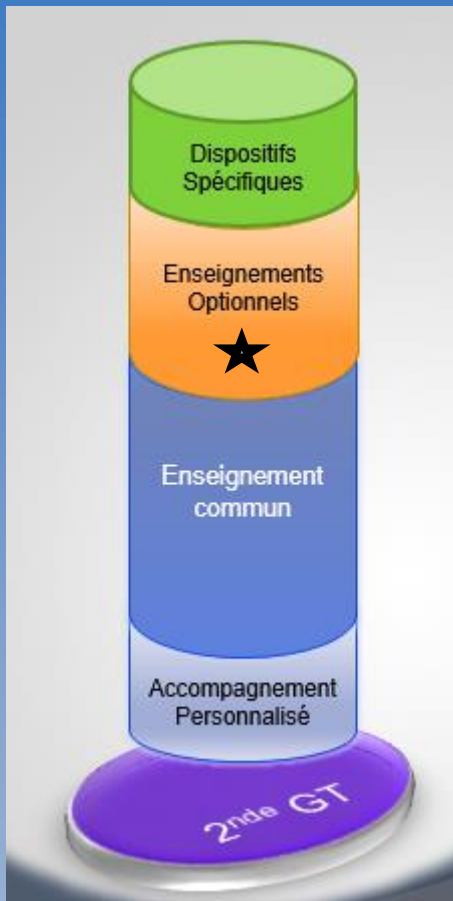 Dispositifs
Spécifiques
Enseignements
Optionnels
Enseignement
commun
Accompagnement
Personnalisé
2nde GT